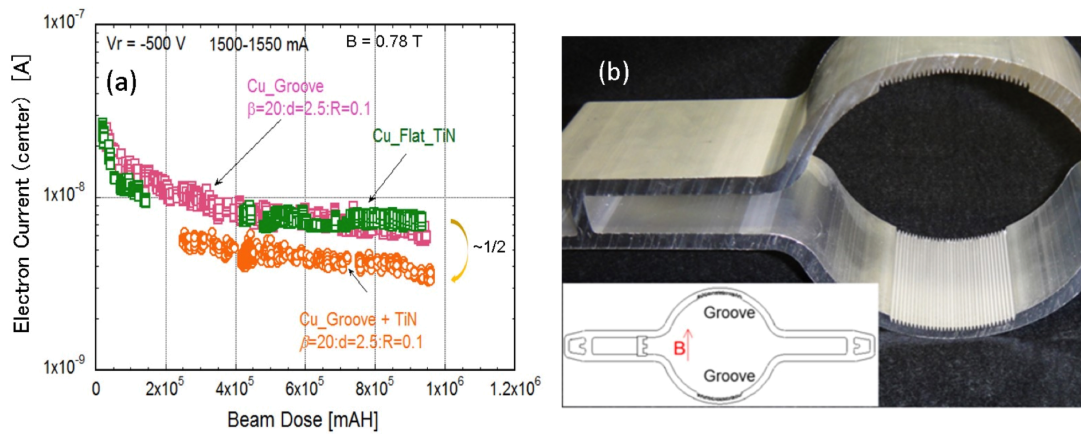 1x10⁻⁷
Vr = -500 V 1500-1550 mA B = 0.78 T
(a)
Cu_Groove
β=20:d=2.5:R=0.1
Cu_Flat_TiN
1x10⁻⁸
~1/2
Cu_Groove + TiN
β=20:d=2.5:R=0.1
1x10⁻⁹
0 2x10⁵ 4x10⁵ 6x10⁵ 8x10⁵ 1x10⁶ 1.2x10⁶
Beam Dose [mAH]
Electron Current (center) [A]
(b)
Groove
B
Groove